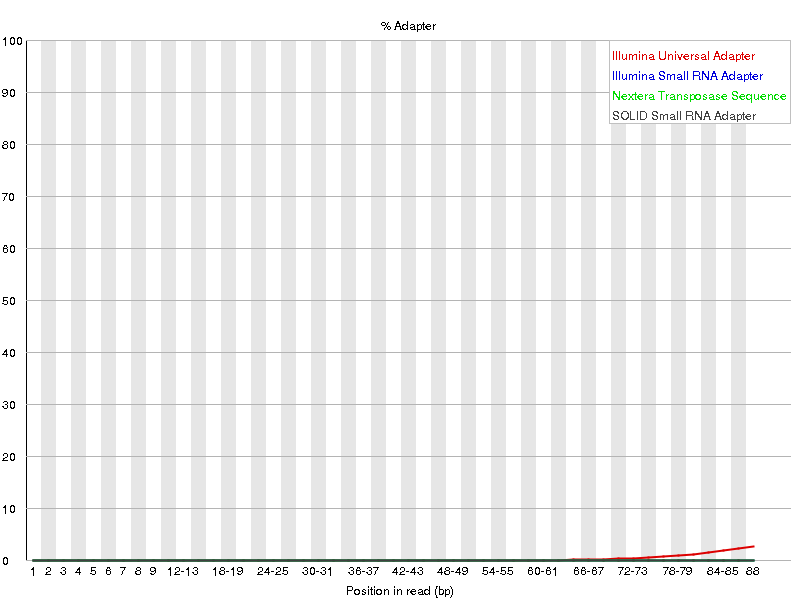 % Adapter
100
90
80
70
60
50
40
30
20
10
0
Illumina Universal Adapter
Illumina Small RNA Adapter
Nextera Transposase Sequence
SOLID Small RNA Adapter
1 2 3 4 5 6 7 8 9 12-13 18-19 24-25 30-31 36-37 42-43 48-49 54-55 60-61 66-67 72-73 78-79 84-85 88
Position in read (bp)